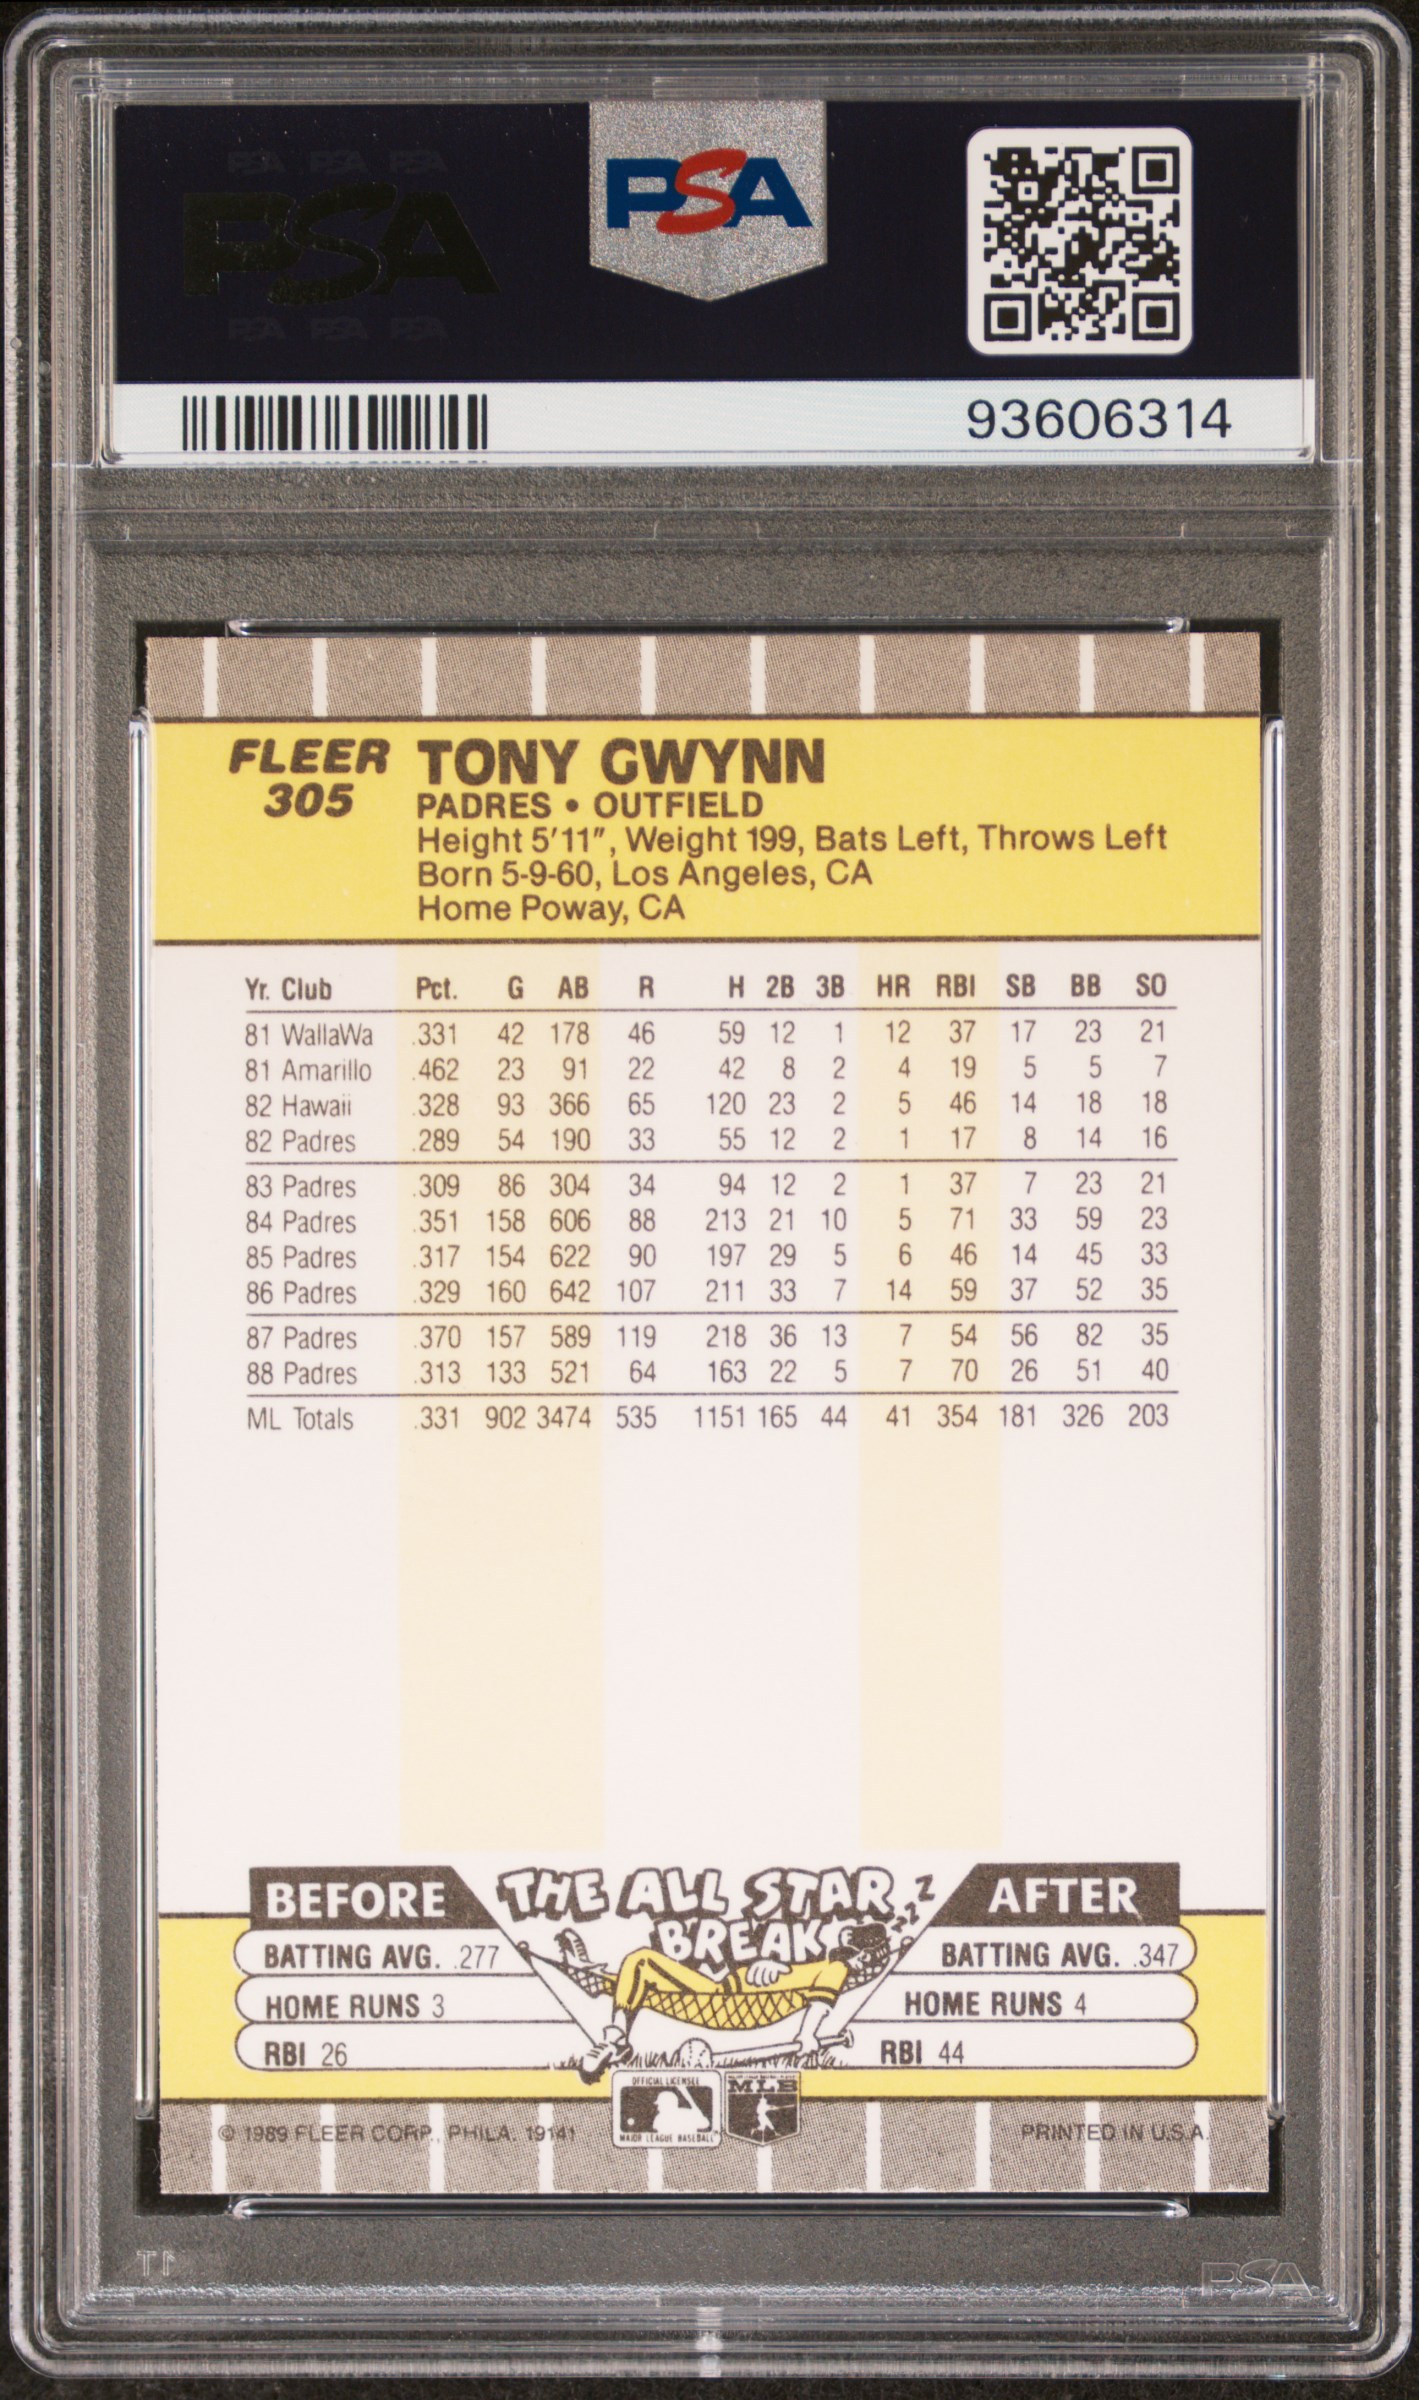 PSA PSA PSA
PSA
PSA PSA PSA
PSA
93606314
FLEER
305
TONY GWYNN
PADRES • OUTFIELD
Height 5'11", Weight 199, Bats Left, Throws Left
Born 5-9-60, Los Angeles, CA
Home Poway, CA
Yr. Club Pct. G AB R H 2B 3B HR RBI SB BB SO
81 WallaWa .331 42 178 46 59 12 1 12 37 17 23 21
81 Amarillo .462 23 91 22 42 8 2 4 19 5 5 7
82 Hawaii .328 93 366 65 120 23 2 5 46 14 18 18
82 Padres .289 54 190 33 55 12 2 1 17 8 14 16
83 Padres .309 86 304 34 94 12 2 1 37 7 23 21
84 Padres .351 158 606 88 213 21 10 5 71 33 59 23
85 Padres .317 154 622 90 197 29 5 6 46 14 45 33
86 Padres .329 160 642 107 211 33 7 14 59 37 52 35
87 Padres .370 157 589 119 218 36 13 7 54 56 82 35
88 Padres .313 133 521 64 163 22 5 7 70 26 51 40
ML Totals .331 902 3474 535 1151 165 44 41 354 181 326 203
BEFORE
BATTING AVG. .277
HOME RUNS 3
RBI 26
THE ALL STAR
BREAK
Z Z Z Z
AFTER
BATTING AVG. .347
HOME RUNS 4
RBI 44
OFFICIAL LICENSEE
MAJOR LEAGUE BASEBALL
MLB
© 1989 FLEER CORP., PHILA. 19141
PRINTED IN U.S.A.
PSA